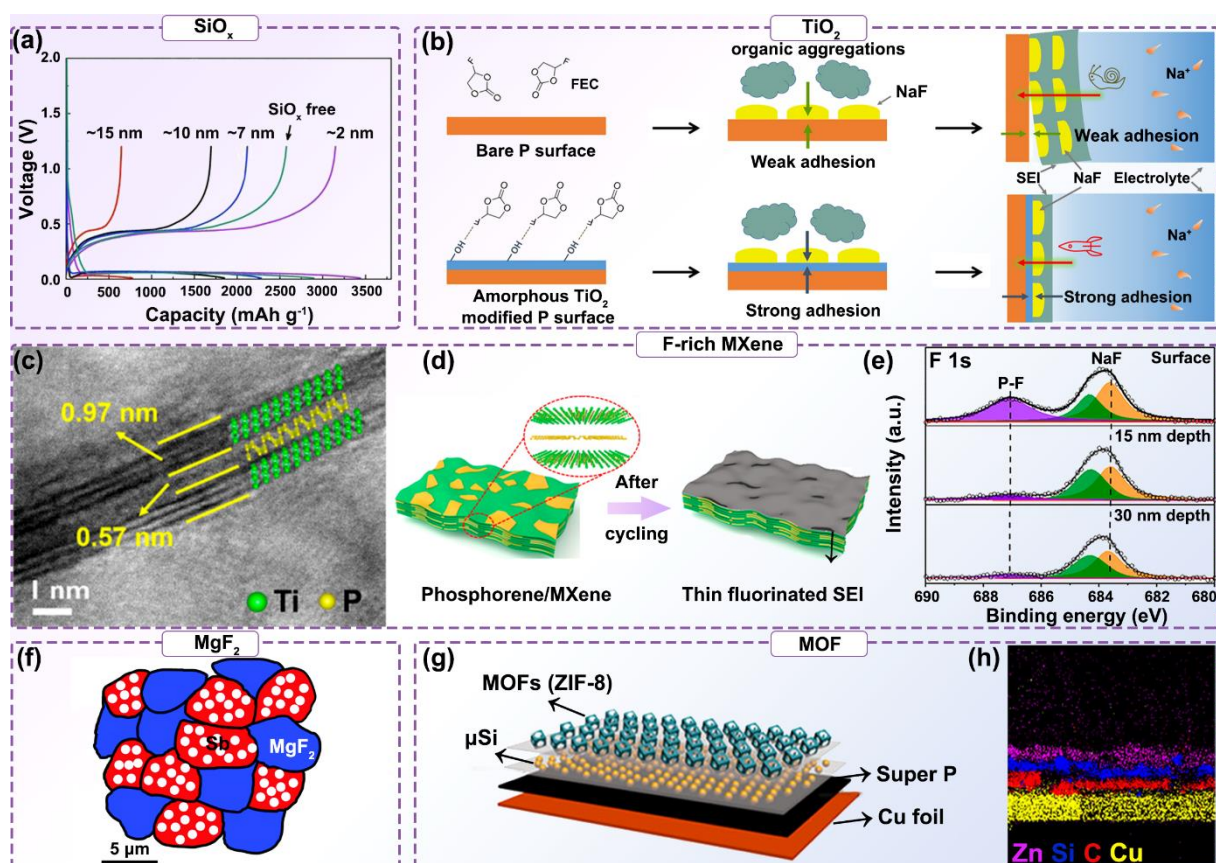 SiOx
(a)
2.0
1.5
1.0
0.5
0.0
Voltage (V)
~15 nm
~10 nm
~7 nm
SiOx free
~2 nm
0 500 1000 1500 2000 2500 3000 3500
Capacity (mAh g-1)
TiO2
(b)
F
F
O
O
O
O
O
O
FEC
Bare P surface
organic aggregations
NaF
Weak adhesion
Na+
Weak adhesion
SEI
NaF
Electrolyte
O
O
O
O
O
O
O
O
O
OH
OH
OH
Amorphous TiO2
modified P surface
Strong adhesion
Na+
Strong adhesion
F-rich MXene
(c)
0.97 nm
0.57 nm
1 nm
Ti
P
(d)
After
cycling
Phosphorene/MXene
Thin fluorinated SEI
(e)
F 1s
NaF
Surface
P-F
15 nm depth
30 nm depth
Intensity (a.u.)
690 688 686 684 682 680
Binding energy (eV)
MgF2
(f)
Sb
MgF2
5 μm
MOF
(g)
MOFs (ZIF-8)
μSi
Super P
Cu foil
(h)
Zn Si C Cu